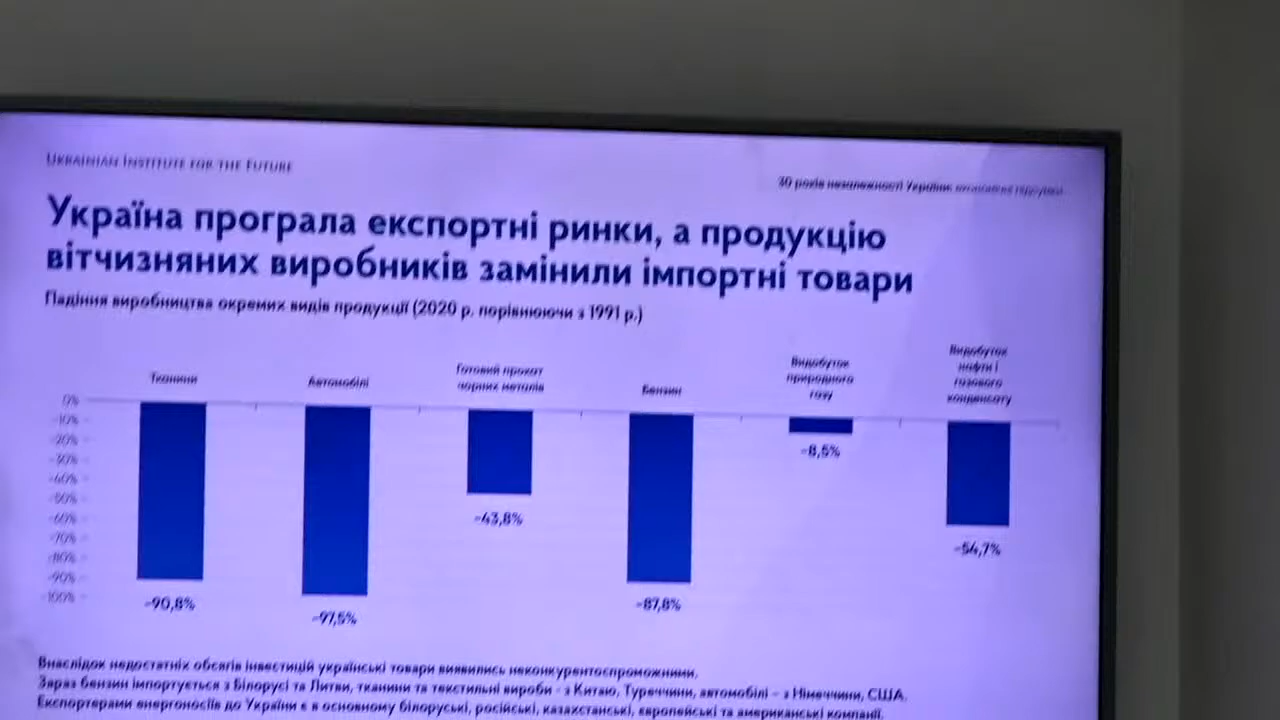 UKRAINIAN INSTITUTE FOR THE FUTURE
30 років незалежності України:
Україна програла експортні ринки, а продукцію
вітчизняних виробників замінили імпортні товари
Падіння виробництва окремих видів продукції (2020 р. порівнюючи з 1991 р.)
Тканини
Автомобілі
Готовий прокат
чорних металів
Бензин
Видобуток
природного
газу
Видобуток
нафти і
газового
конденсату
0%
-10%
-20%
-30%
-40%
-50%
-60%
-70%
-80%
-90%
-100%
-90,8%
-97,5%
-43,8%
-87,8%
-8,5%
-54,7%
Внаслідок недостатніх обсягів інвестицій українські товари виявились неконкурентоспроможними.
Зараз бензин імпортується з Білорусі та Литви, тканини та текстильні вироби - з Китаю, Туреччини, автомобілі – з Німеччини, США.
Експортерами енергоносіїв до України є в основному білоруські, російські, казахстанські, європейські та американські компанії.